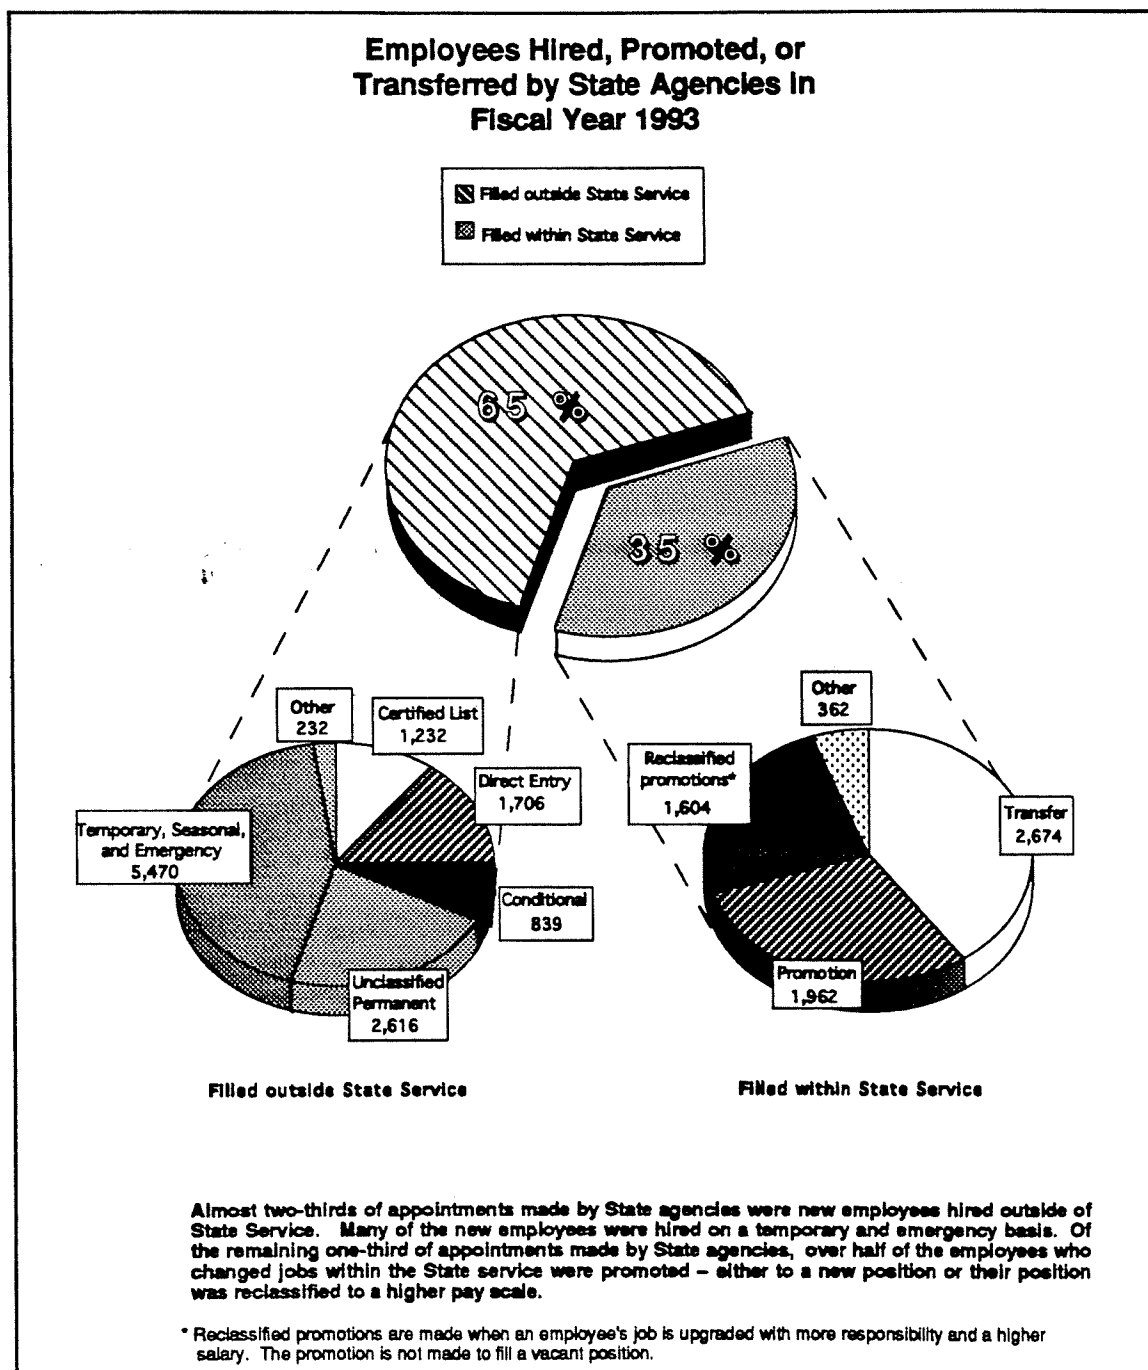 Employees Hired, Promoted, or
Transferred by State Agencies in
Fiscal Year 1993
Filled outside State Service
Filled within State Service
65 %
35 %
Other
232
Certified List
1,232
Direct Entry
1,706
Temporary, Seasonal,
and Emergency
5,470
Conditional
839
Unclassified
Permanent
2,616
Other
362
Reclassified
promotions*
1,604
Transfer
2,674
Promotion
1,962
Filled outside State Service
Filled within State Service
Almost two-thirds of appointments made by State agencies were new employees hired outside of
State Service. Many of the new employees were hired on a temporary and emergency basis. Of
the remaining one-third of appointments made by State agencies, over half of the employees who
changed jobs within the State service were promoted – either to a new position or their position
was reclassified to a higher pay scale.
* Reclassified promotions are made when an employee's job is upgraded with more responsibility and a higher
salary. The promotion is not made to fill a vacant position.